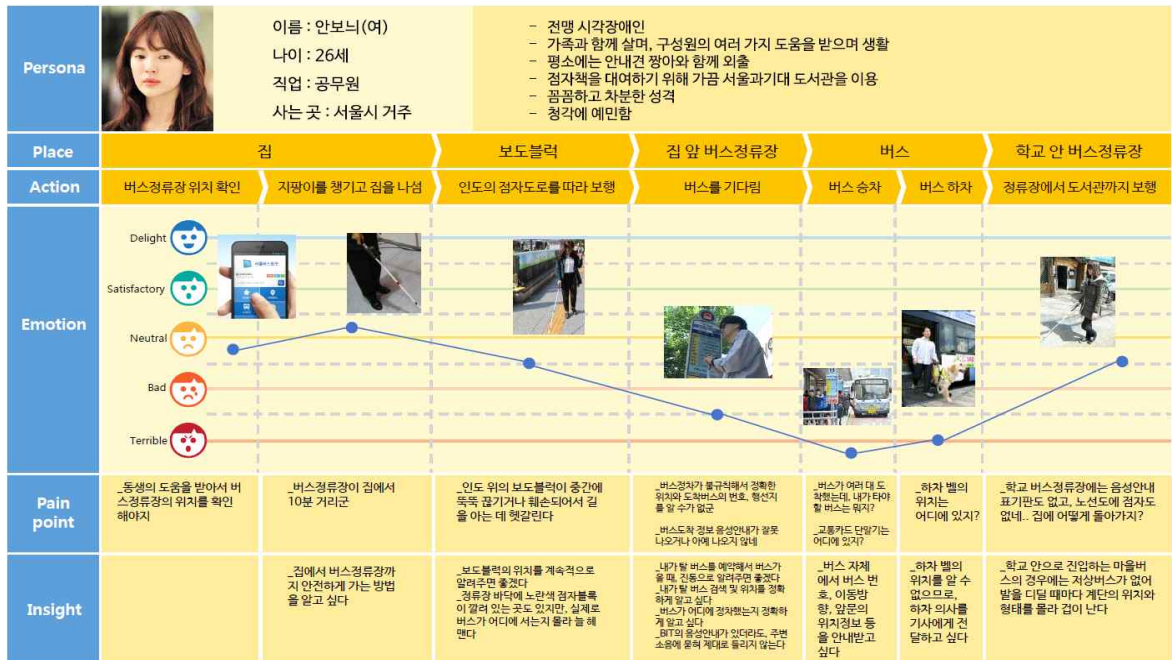 Persona
이름 : 안보늬(여)
나이 : 26세
직업 : 공무원
사는 곳 : 서울시 거주
- 전맹 시각장애인
- 가족과 함께 살며, 구성원의 여러 가지 도움을 받으며 생활
- 평소에는 안내견 짱아와 함께 외출
- 점자책을 대여하기 위해 가끔 서울과기대 도서관을 이용
- 꼼꼼하고 차분한 성격
- 청각에 예민함
Place
집
보도블럭
집 앞 버스정류장
버스
학교 안 버스정류장
Action
버스정류장 위치 확인
지팡이를 챙기고 집을 나섬
인도의 점자도로를 따라 보행
버스를 기다림
버스 승차
버스 하차
정류장에서 도서관까지 보행
Emotion
Delight
Satisfactory
Neutral
Bad
Terrible
Pain
point
_동생의 도움을 받아서 버
스정류장의 위치를 확인
해야지
_버스정류장이 집에서
10분 거리군
_인도 위의 보도블럭이 중간에
뚝뚝 끊기거나 훼손되어서 길
을 아는 데 헷갈린다
_버스정차가 불규칙해서 정확한
위치와 도착버스의 번호, 행선지
를 알 수가 없군
_버스도착 정보 음성안내가 잘못
나오거나 아예 나오지 않네
_버스가 여러 대 도
착했는데, 내가 타야
할 버스는 뭐지?
_교통카드 단말기는
어디에 있지?
_하차 벨의
위치는
어디에 있지?
_학교 버스정류장에는 음성안내
표기판도 없고, 노선도에 점자도
없네.. 집에 어떻게 돌아가지?
Insight
_집에서 버스정류장까
지 안전하게 가는 방법
을 알고 싶다
_보도블럭의 위치를 계속적으로
알려주면 좋겠다
_정류장 바닥에 노란색 점자블록
이 깔려 있는 곳도 있지만, 실제로
버스가 어디에 서는지 몰라 늘 헤
맨다
_내가 탈 버스를 예약해서 버스가
올 때, 진동으로 알려주면 좋겠다
_내가 탈 버스 검색 및 위치를 정확
하게 알고 싶다
_버스가 어디에 정차했는지 정확하
게 알고 싶다
_BIT의 음성안내가 있더라도, 주변
소음에 묻혀 제대로 들리지 않는다
_버스 자체
에서 버스 번
호, 이동방
향, 앞문의
위치정보 등
을 안내받고
싶다
_하차 벨의
위치를 알 수
없으므로,
하차 의사를
기사에게 전
달하고 싶다
_학교 안으로 진입하는 마을버
스의 경우에는 저상버스가 없어
발을 디딜 때마다 계단의 위치와
형태를 몰라 겁이 난다